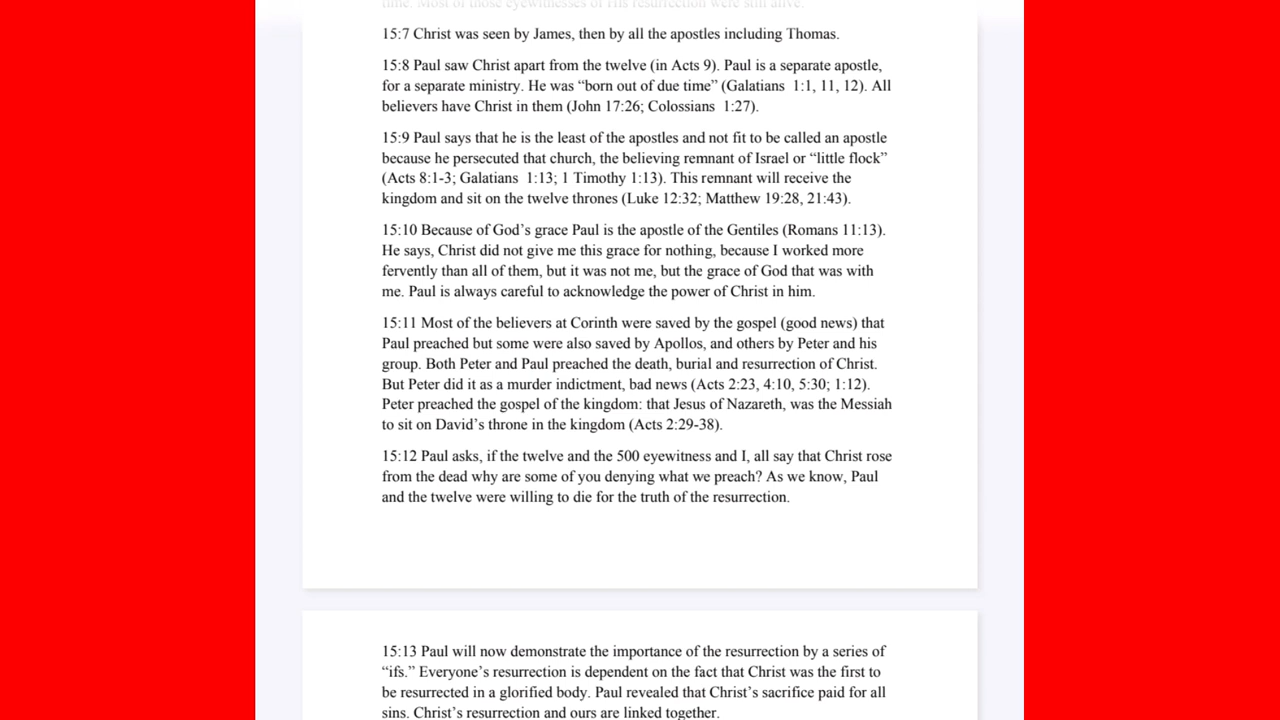 time. Most of those eyewitnesses of His resurrection were still alive.
15:7 Christ was seen by James, then by all the apostles including Thomas.
15:8 Paul saw Christ apart from the twelve (in Acts 9). Paul is a separate apostle,
for a separate ministry. He was “born out of due time” (Galatians  1:1, 11, 12). All
believers have Christ in them (John 17:26; Colossians  1:27).
15:9 Paul says that he is the least of the apostles and not fit to be called an apostle
because he persecuted that church, the believing remnant of Israel or “little flock”
(Acts 8:1-3; Galatians  1:13; 1 Timothy 1:13). This remnant will receive the
kingdom and sit on the twelve thrones (Luke 12:32; Matthew 19:28, 21:43).
15:10 Because of God’s grace Paul is the apostle of the Gentiles (Romans 11:13).
He says, Christ did not give me this grace for nothing, because I worked more
fervently than all of them, but it was not me, but the grace of God that was with
me. Paul is always careful to acknowledge the power of Christ in him.
15:11 Most of the believers at Corinth were saved by the gospel (good news) that
Paul preached but some were also saved by Apollos, and others by Peter and his
group. Both Peter and Paul preached the death, burial and resurrection of Christ.
But Peter did it as a murder indictment, bad news (Acts 2:23, 4:10, 5:30; 1:12).
Peter preached the gospel of the kingdom: that Jesus of Nazareth, was the Messiah
to sit on David’s throne in the kingdom (Acts 2:29-38).
15:12 Paul asks, if the twelve and the 500 eyewitness and I, all say that Christ rose
from the dead why are some of you denying what we preach? As we know, Paul
and the twelve were willing to die for the truth of the resurrection.
15:13 Paul will now demonstrate the importance of the resurrection by a series of
“ifs.” Everyone’s resurrection is dependent on the fact that Christ was the first to
be resurrected in a glorified body. Paul revealed that Christ’s sacrifice paid for all
sins. Christ’s resurrection and ours are linked together.